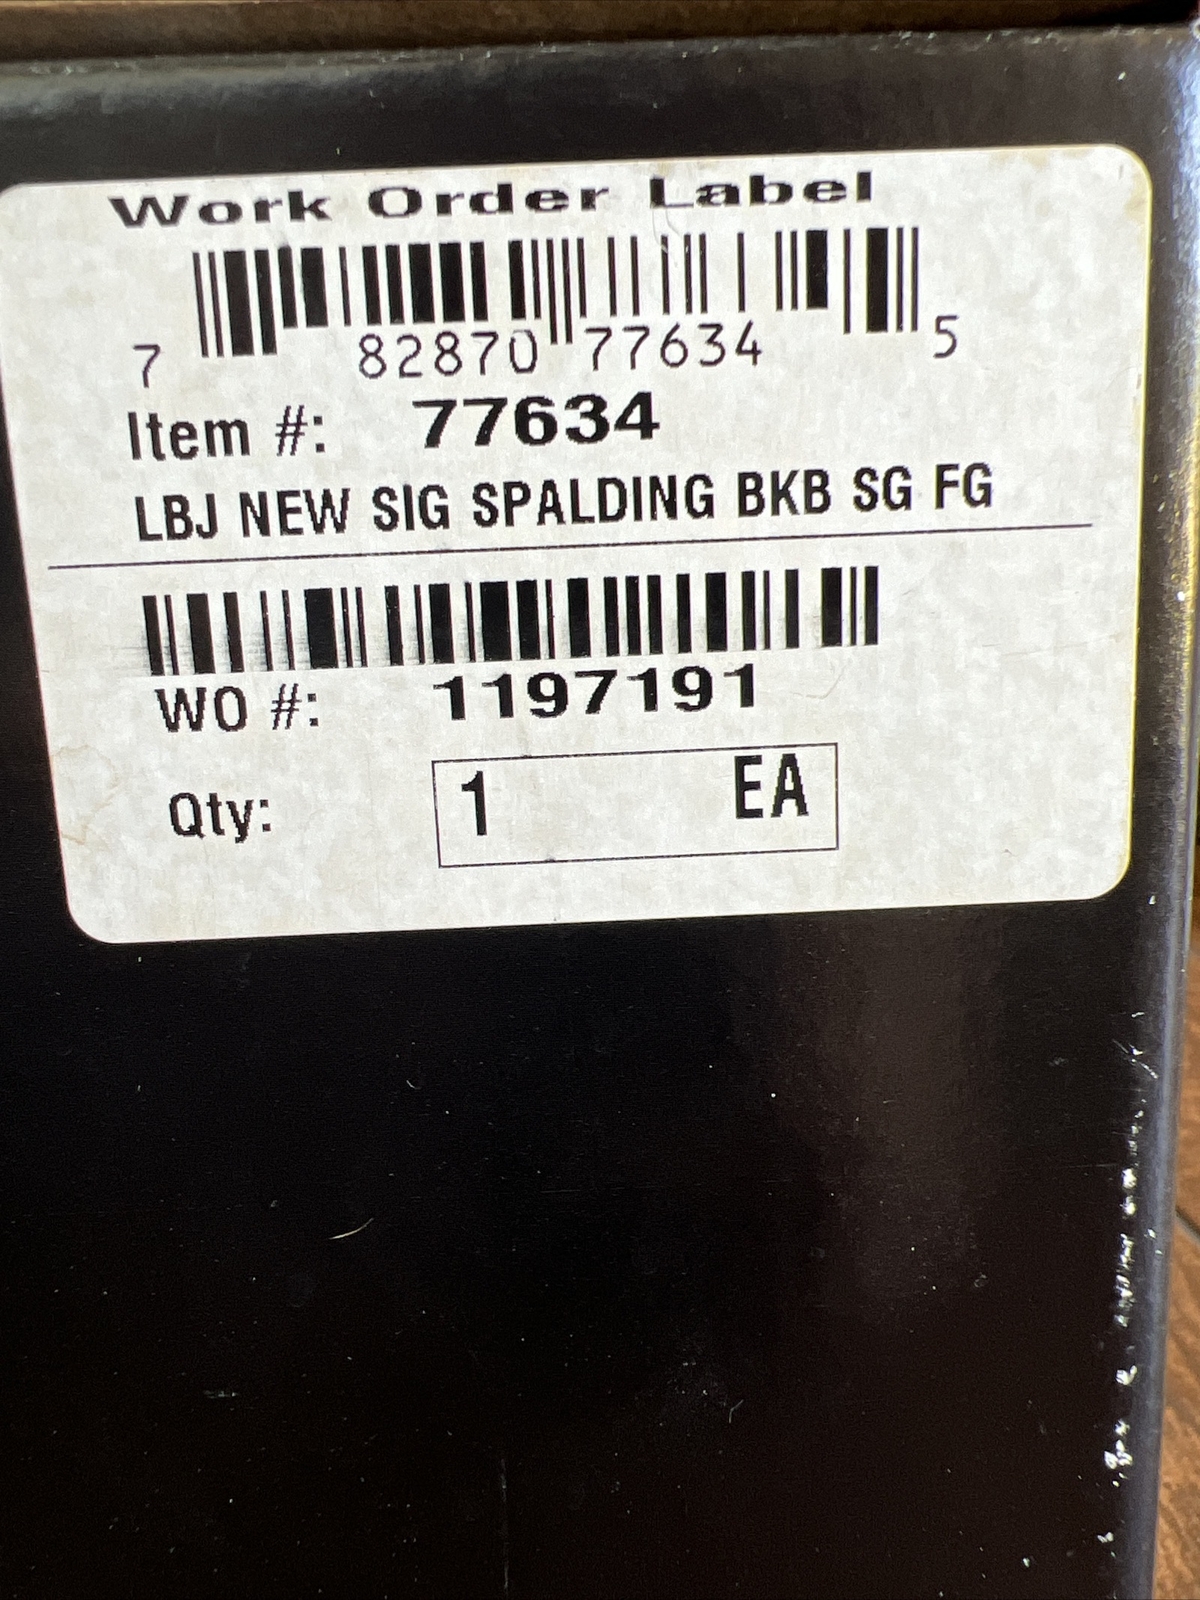 Work Order Label
7 82870 77634 5
Item #: 77634
LBJ NEW SIG SPALDING BKB SG FG
WO #: 1197191
Qty: 1 EA